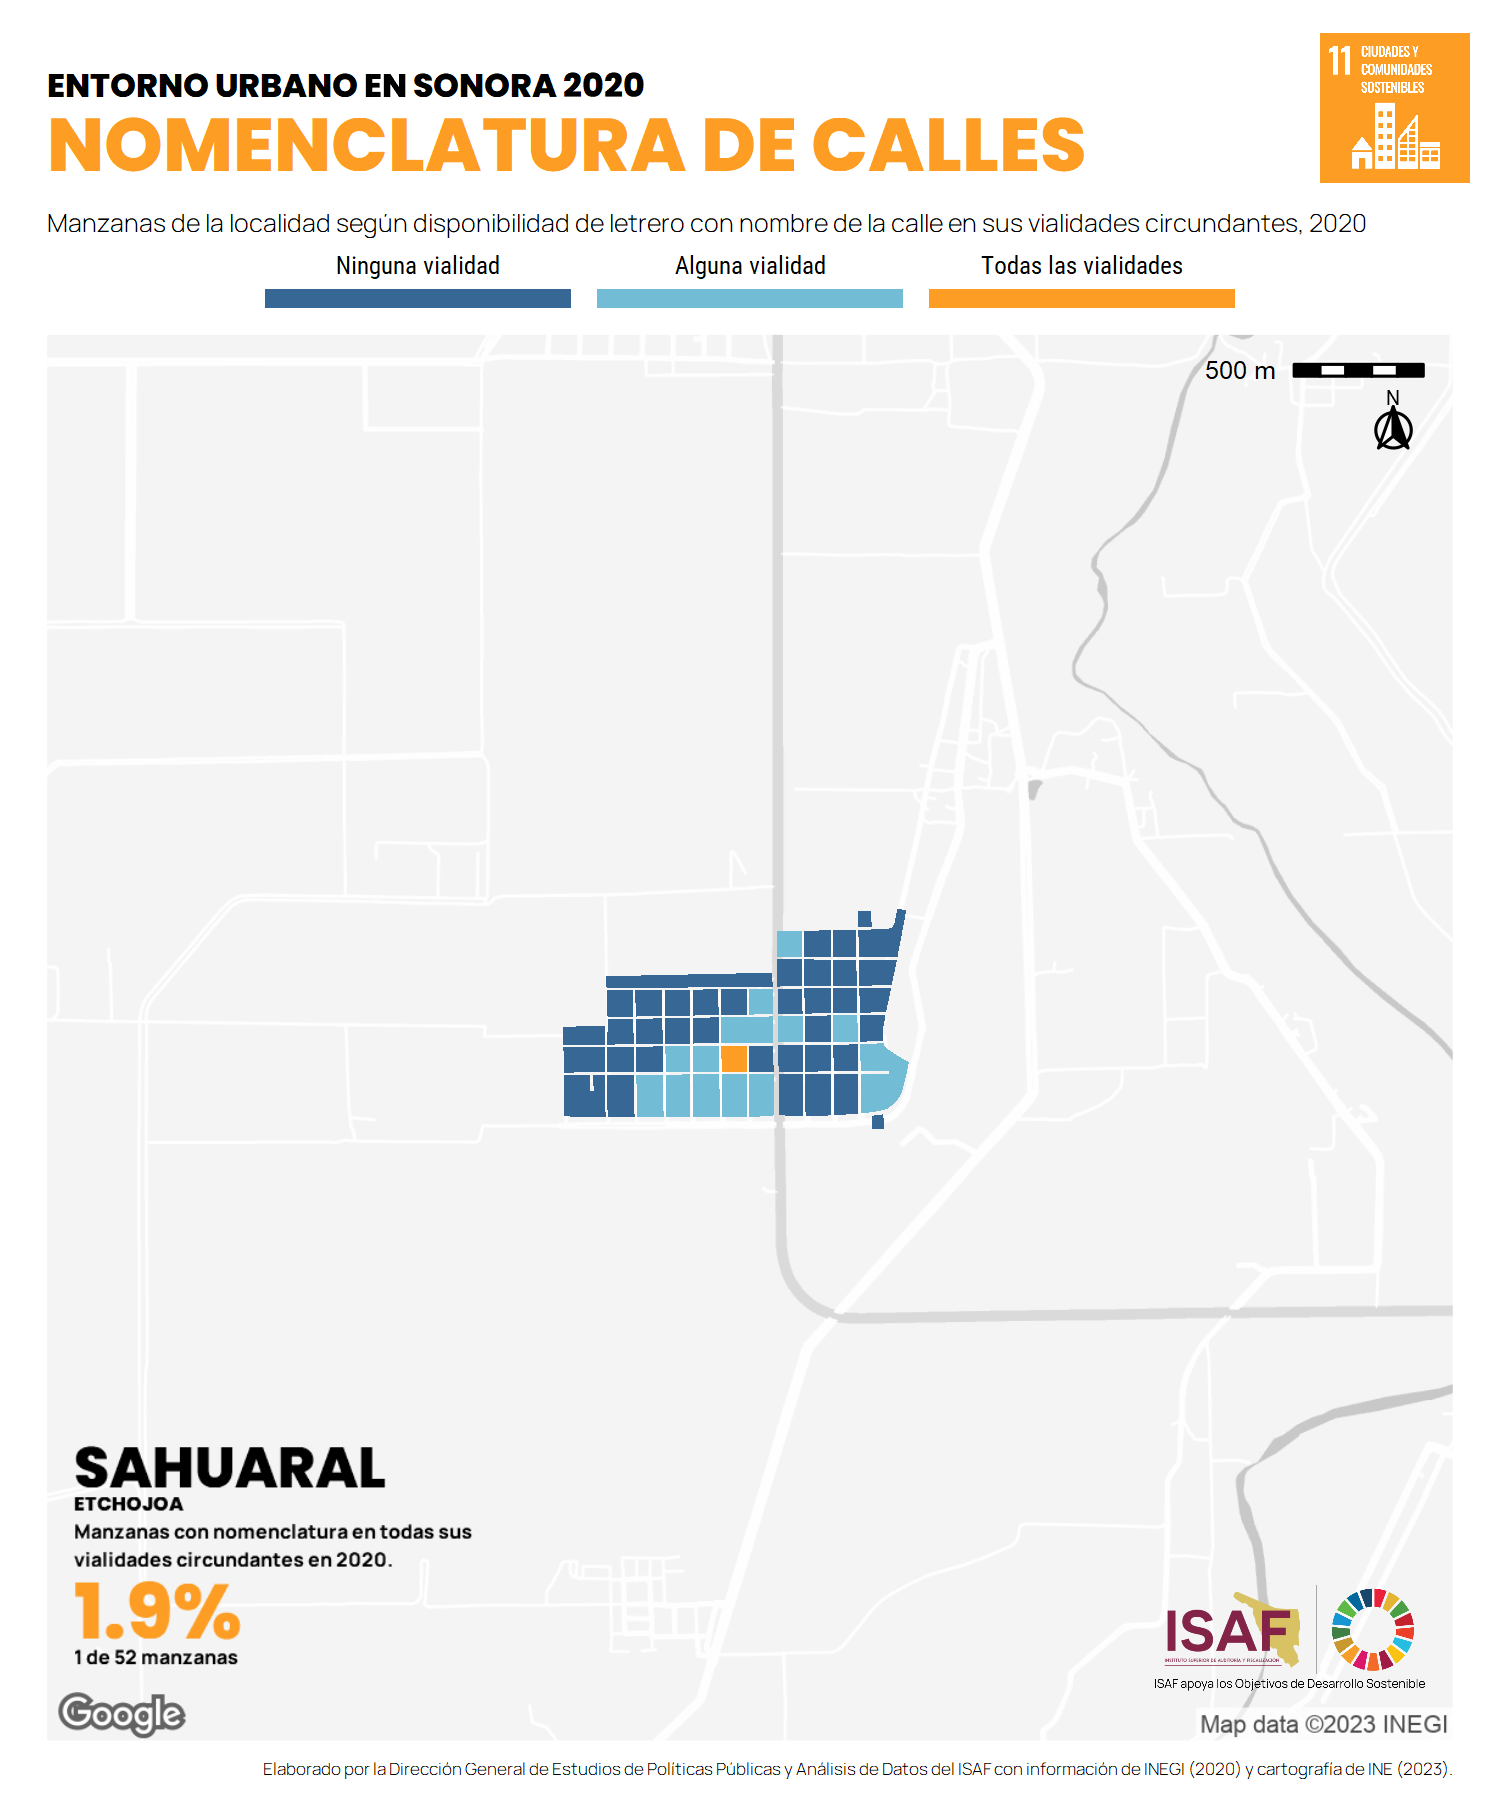 ENTORNO URBANO EN SONORA 2020
NOMENCLATURA DE CALLES
11 CIUDADES Y
COMUNIDADES
SOSTENIBLES
Manzanas de la localidad según disponibilidad de letrero con nombre de la calle en sus vialidades circundantes, 2020
Ninguna vialidad
Alguna vialidad
Todas las vialidades
500 m
N
SAHUARAL
ETCHOJOA
Manzanas con nomenclatura en todas sus
vialidades circundantes en 2020.
1.9%
1 de 52 manzanas
Google
ISAF
INSTITUTO SUPERIOR DE AUDITORÍA Y FISCALIZACIÓN
ISAF apoya los Objetivos de Desarrollo Sostenible
Map data ©2023 INEGI
Elaborado por la Dirección General de Estudios de Políticas Públicas y Análisis de Datos del ISAF con información de INEGI (2020) y cartografía de INE (2023).